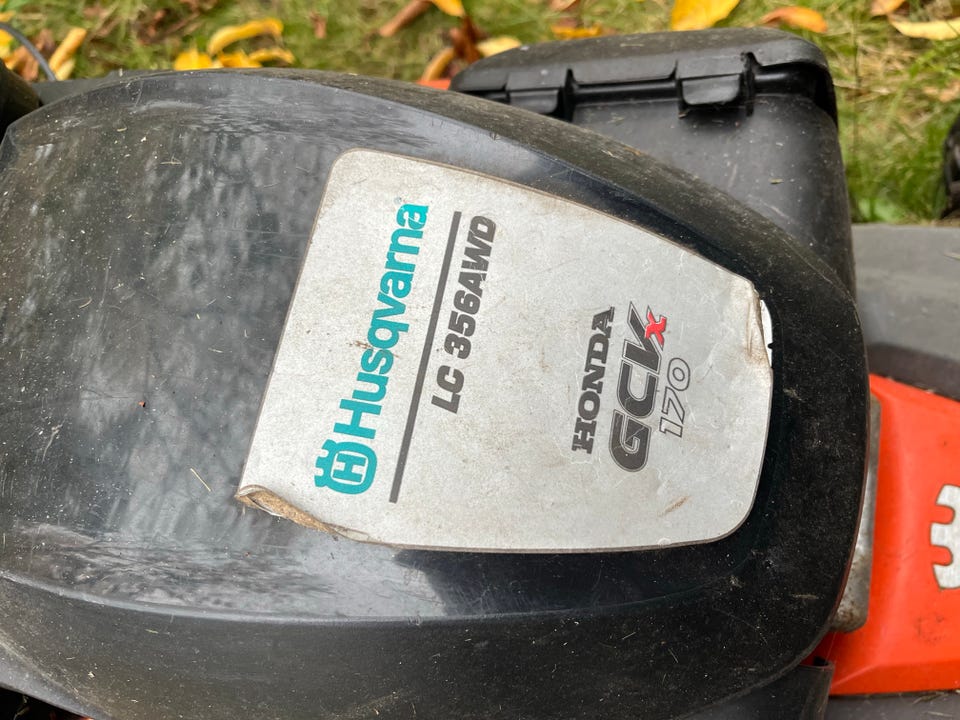 Husqvarna
LC 356AWD
HONDA
GCVx
170